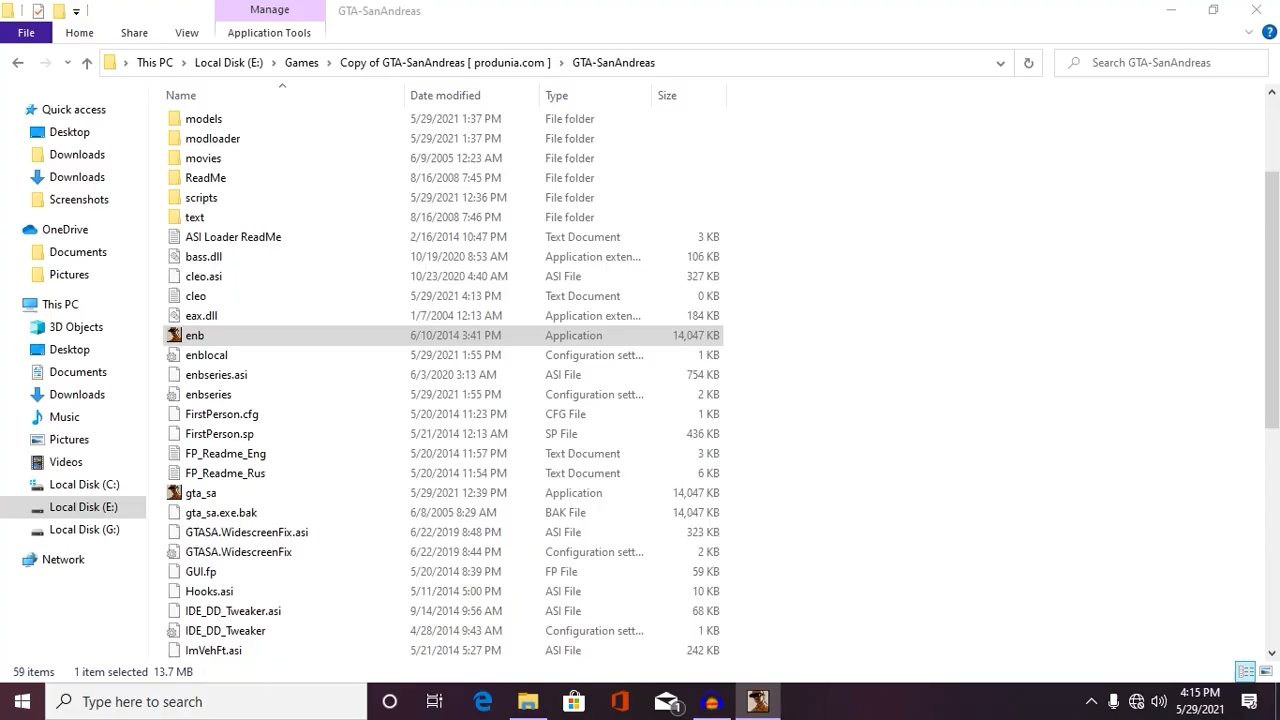 Manage
GTA-SanAndreas
File
Home
Share
View
Application Tools
This PC
Local Disk (E:)
Games
Copy of GTA-SanAndreas [ produnia.com ]
GTA-SanAndreas
Search GTA-SanAndreas
Name
Date modified
Type
Size
Quick access
Desktop
Downloads
Downloads
Screenshots
OneDrive
Documents
Pictures
This PC
3D Objects
Desktop
Documents
Downloads
Music
Pictures
Videos
Local Disk (C:)
Local Disk (E:)
Local Disk (G:)
Network
models 5/29/2021 1:37 PM File folder
modloader 5/29/2021 1:37 PM File folder
movies 6/9/2005 12:23 AM File folder
ReadMe 8/16/2008 7:45 PM File folder
scripts 5/29/2021 12:36 PM File folder
text 8/16/2008 7:46 PM File folder
ASI Loader ReadMe 2/16/2014 10:47 PM Text Document 3 KB
bass.dll 10/19/2020 8:53 AM Application exten... 106 KB
cleo.asi 10/23/2020 4:40 AM ASI File 327 KB
cleo 5/29/2021 4:13 PM Text Document 0 KB
eax.dll 1/7/2004 12:13 AM Application exten... 184 KB
enb 6/10/2014 3:41 PM Application 14,047 KB
enblocal 5/29/2021 1:55 PM Configuration sett... 1 KB
enbseries.asi 6/3/2020 3:13 AM ASI File 754 KB
enbseries 5/29/2021 1:55 PM Configuration sett... 2 KB
FirstPerson.cfg 5/20/2014 11:23 PM CFG File 1 KB
FirstPerson.sp 5/21/2014 12:13 AM SP File 436 KB
FP_Readme_Eng 5/20/2014 11:57 PM Text Document 3 KB
FP_Readme_Rus 5/20/2014 11:54 PM Text Document 6 KB
gta_sa 5/29/2021 12:39 PM Application 14,047 KB
gta_sa.exe.bak 6/8/2005 8:29 AM BAK File 14,047 KB
GTASA.WidescreenFix.asi 6/22/2019 8:48 PM ASI File 323 KB
GTASA.WidescreenFix 6/22/2019 8:44 PM Configuration sett... 2 KB
GUI.fp 5/20/2014 8:39 PM FP File 59 KB
Hooks.asi 5/11/2014 5:00 PM ASI File 10 KB
IDE_DD_Tweaker.asi 9/14/2014 9:56 AM ASI File 68 KB
IDE_DD_Tweaker 4/28/2014 9:43 AM Configuration sett... 1 KB
ImVehFt.asi 5/21/2014 5:27 PM ASI File 242 KB
59 items 1 item selected 13.7 MB
Type here to search
1
4:15 PM
5/29/2021